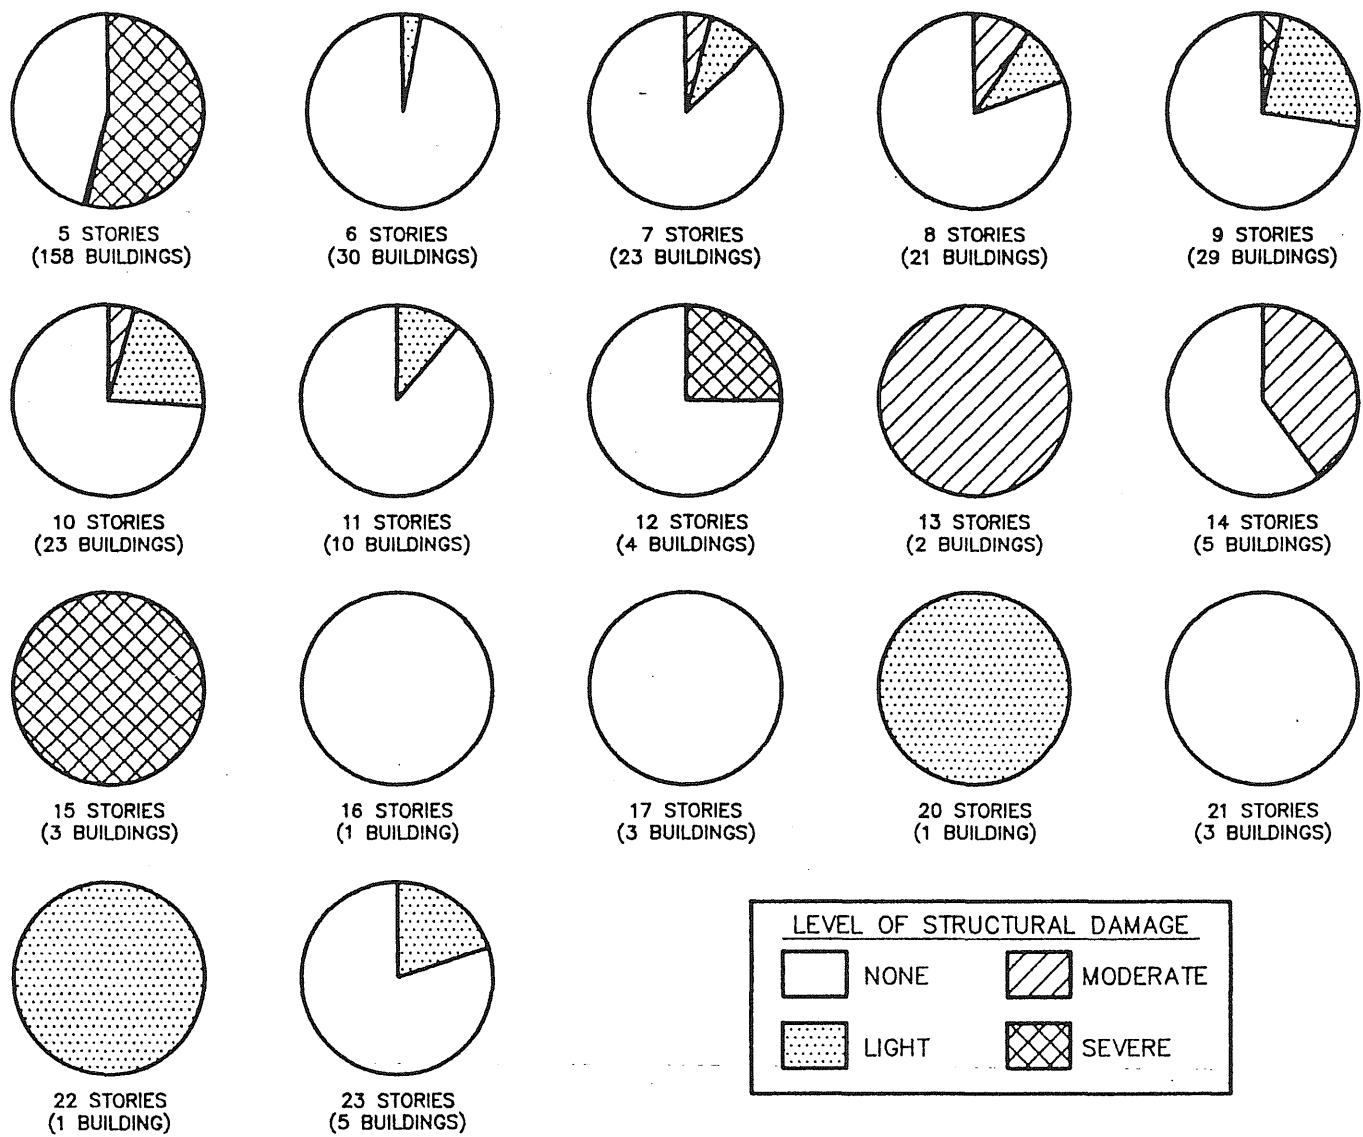 5 STORIES
(158 BUILDINGS)
6 STORIES
(30 BUILDINGS)
7 STORIES
(23 BUILDINGS)
8 STORIES
(21 BUILDINGS)
9 STORIES
(29 BUILDINGS)
10 STORIES
(23 BUILDINGS)
11 STORIES
(10 BUILDINGS)
12 STORIES
(4 BUILDINGS)
13 STORIES
(2 BUILDINGS)
14 STORIES
(5 BUILDINGS)
15 STORIES
(3 BUILDINGS)
16 STORIES
(1 BUILDING)
17 STORIES
(3 BUILDINGS)
20 STORIES
(1 BUILDING)
21 STORIES
(3 BUILDINGS)
22 STORIES
(1 BUILDING)
23 STORIES
(5 BUILDINGS)
LEVEL OF STRUCTURAL DAMAGE
NONE
MODERATE
LIGHT
SEVERE